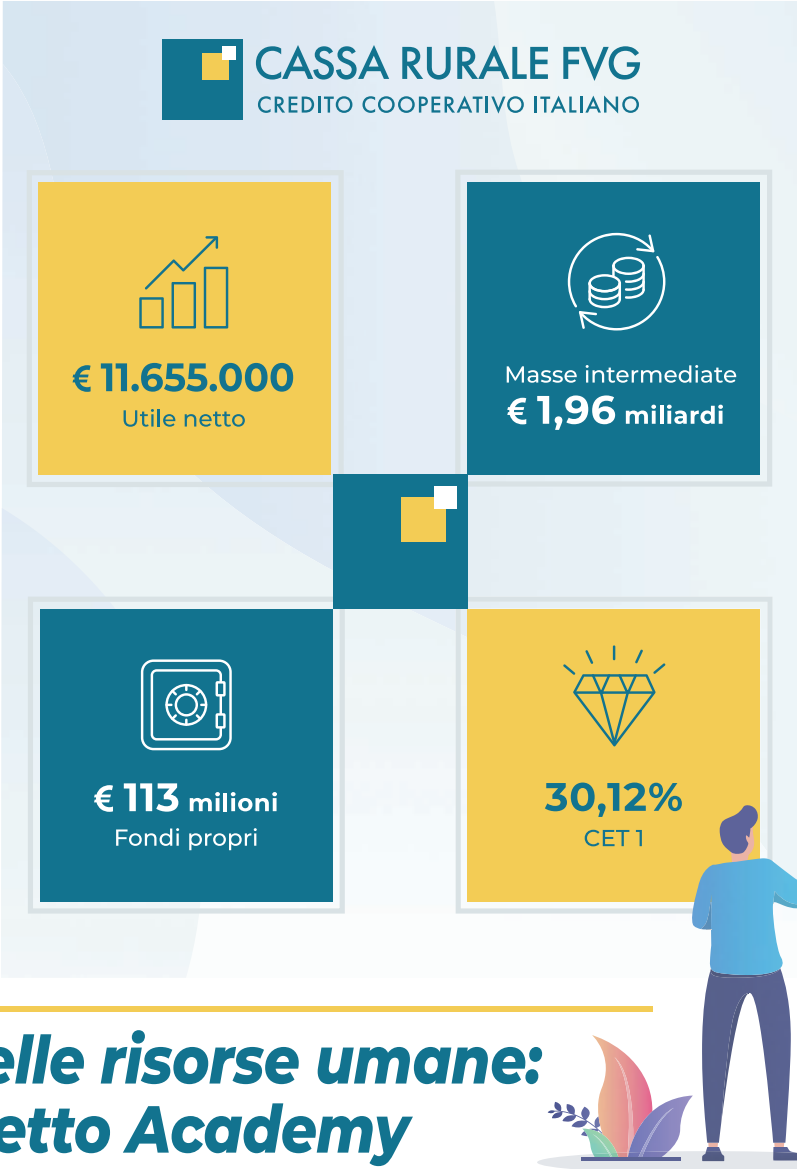 CASSA RURALE FVG
CREDITO COOPERATIVO ITALIANO
€ 11.655.000
Utile netto
Masse intermediate
€ 1,96 miliardi
€ 113 milioni
Fondi propri
30,12%
CET 1
elle risorse umane:
etto Academy